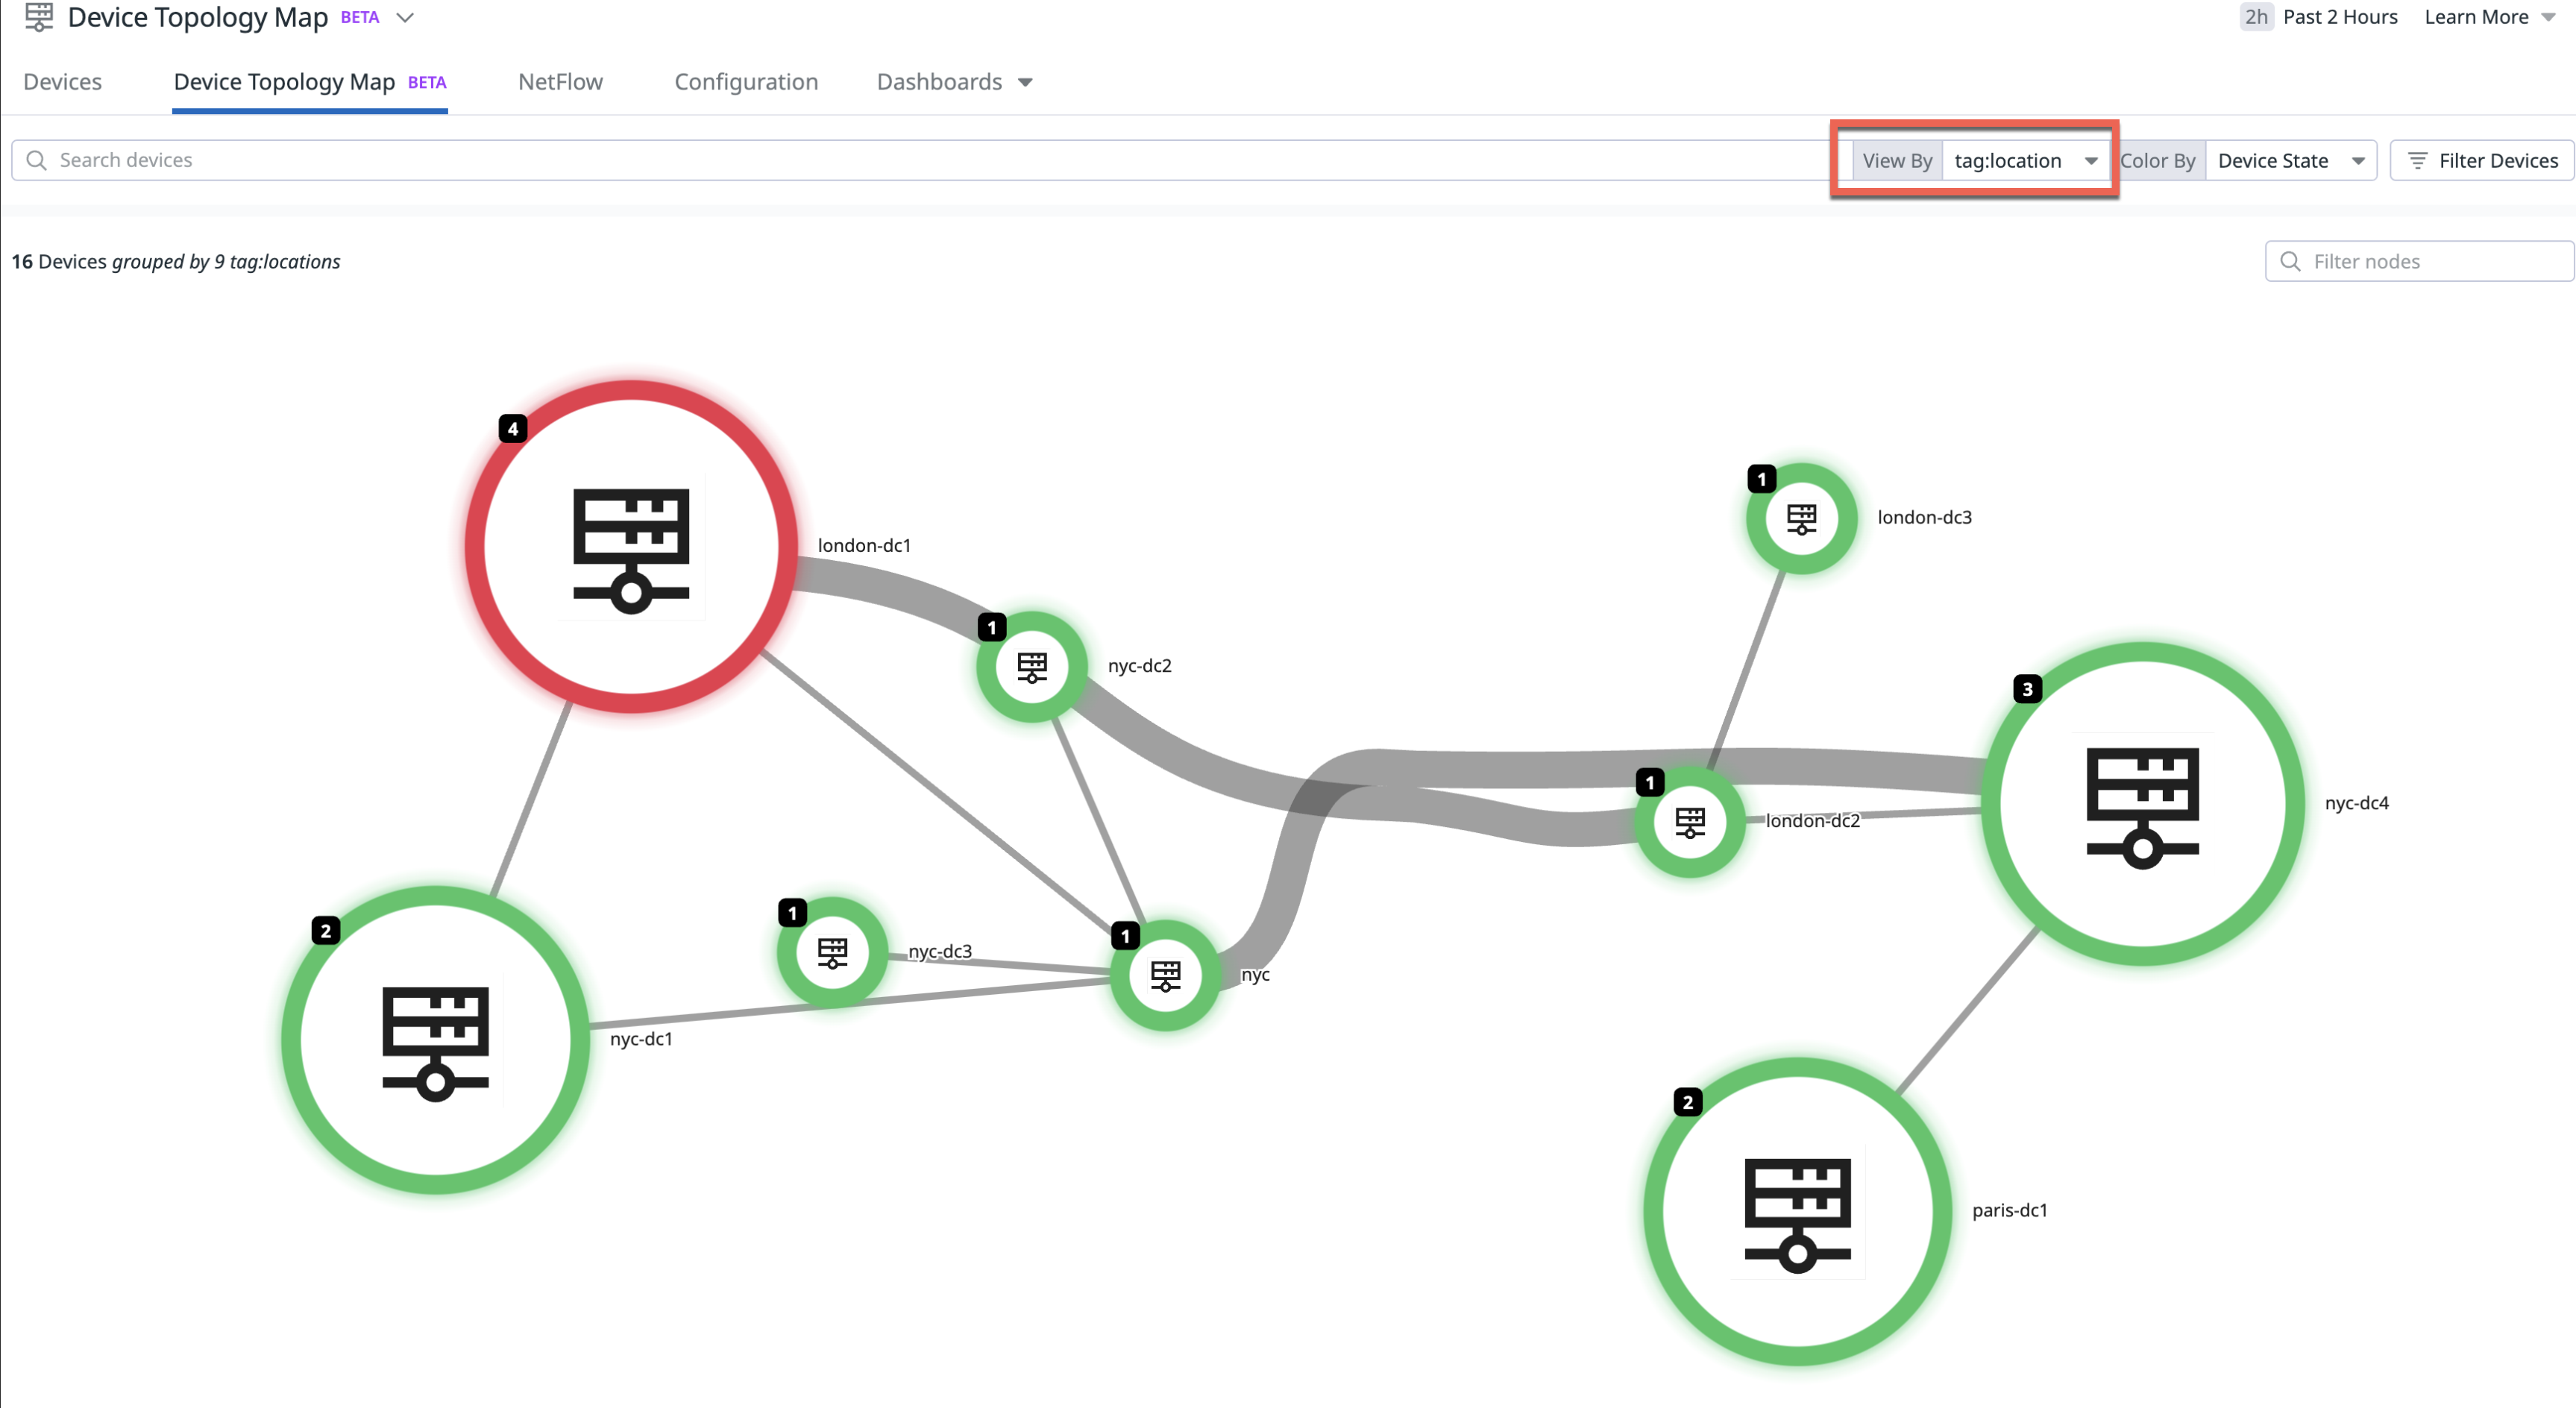 Device Topology Map BETA
2h Past 2 Hours Learn More
Devices Device Topology Map BETA NetFlow Configuration Dashboards
Search devices View By tag:location Color By Device State Filter Devices
16 Devices grouped by 9 tag:locations Filter nodes
4
london-dc1
1
london-dc3
1
nyc-dc2
3
nyc-dc4
1
london-dc2
2
nyc-dc1
1
nyc-dc3
1
nyc
2
paris-dc1